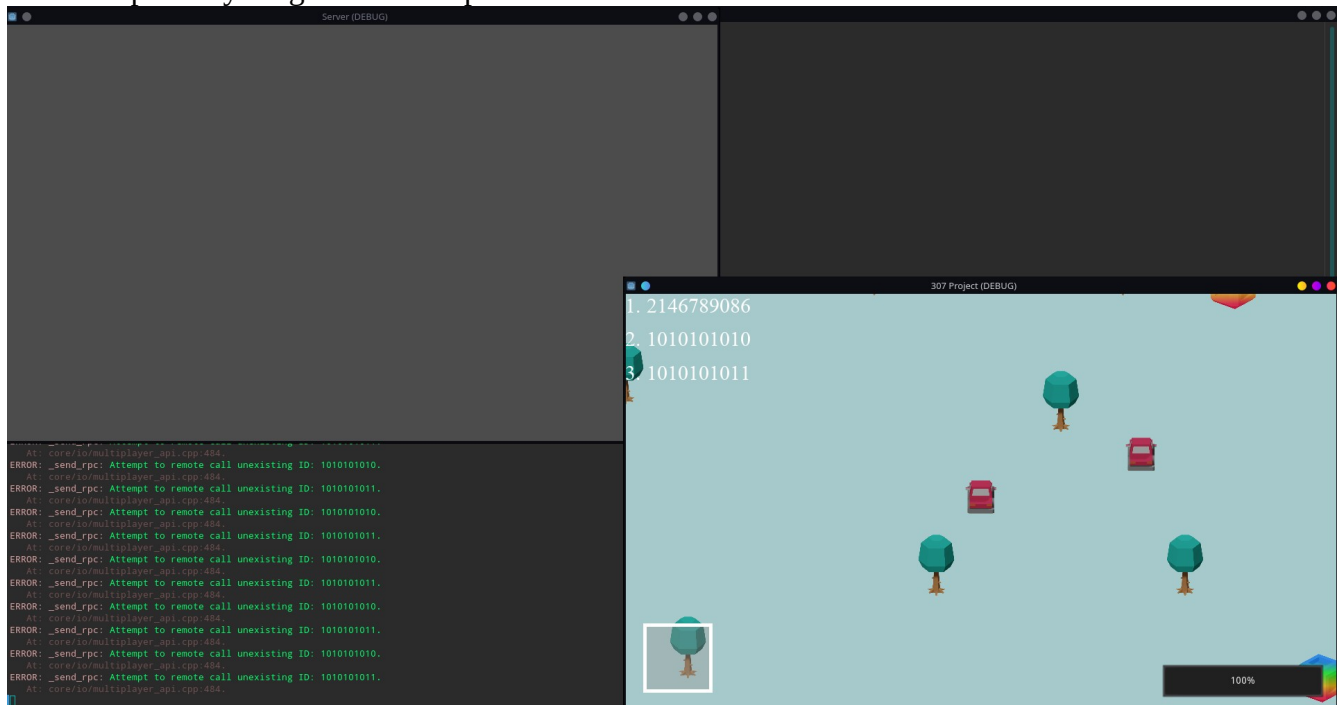 Server (DEBUG)
307 Project (DEBUG)
1. 2146789086
2. 1010101010
3. 1010101011
100%
At: core/io/multiplayer_api.cpp:484.
ERROR: _send_rpc: Attempt to remote call unexisting ID: 1010101010.
At: core/io/multiplayer_api.cpp:484.
ERROR: _send_rpc: Attempt to remote call unexisting ID: 1010101011.
At: core/io/multiplayer_api.cpp:484.
ERROR: _send_rpc: Attempt to remote call unexisting ID: 1010101010.
At: core/io/multiplayer_api.cpp:484.
ERROR: _send_rpc: Attempt to remote call unexisting ID: 1010101011.
At: core/io/multiplayer_api.cpp:484.
ERROR: _send_rpc: Attempt to remote call unexisting ID: 1010101010.
At: core/io/multiplayer_api.cpp:484.
ERROR: _send_rpc: Attempt to remote call unexisting ID: 1010101011.
At: core/io/multiplayer_api.cpp:484.
ERROR: _send_rpc: Attempt to remote call unexisting ID: 1010101010.
At: core/io/multiplayer_api.cpp:484.
ERROR: _send_rpc: Attempt to remote call unexisting ID: 1010101011.
At: core/io/multiplayer_api.cpp:484.
ERROR: _send_rpc: Attempt to remote call unexisting ID: 1010101010.
At: core/io/multiplayer_api.cpp:484.
ERROR: _send_rpc: Attempt to remote call unexisting ID: 1010101011.
At: core/io/multiplayer_api.cpp:484.